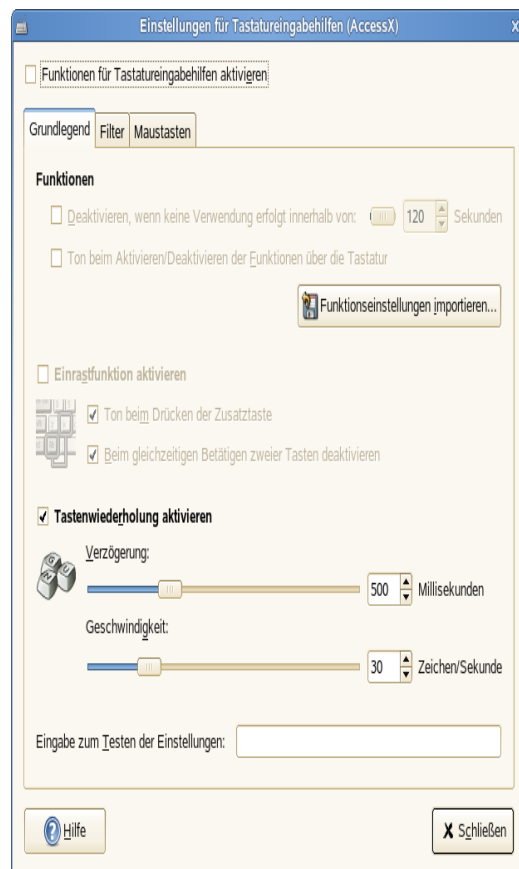 Einstellungen für Tastatureingabehilfen (AccessX)
Funktionen für Tastatureingabehilfen aktivieren
Grundlegend Filter Maustasten
Funktionen
Deaktivieren, wenn keine Verwendung erfolgt innerhalb von: 120 Sekunden
Ton beim Aktivieren/Deaktivieren der Funktionen über die Tastatur
Funktionseinstellungen importieren...
Einrastfunktion aktivieren
Ton beim Drücken der Zusatztaste
Beim gleichzeitigen Betätigen zweier Tasten deaktivieren
Tastenwiederholung aktivieren
Verzögerung:
500 Millisekunden
Geschwindigkeit:
30 Zeichen/Sekunde
Eingabe zum Testen der Einstellungen:
Hilfe Schließen